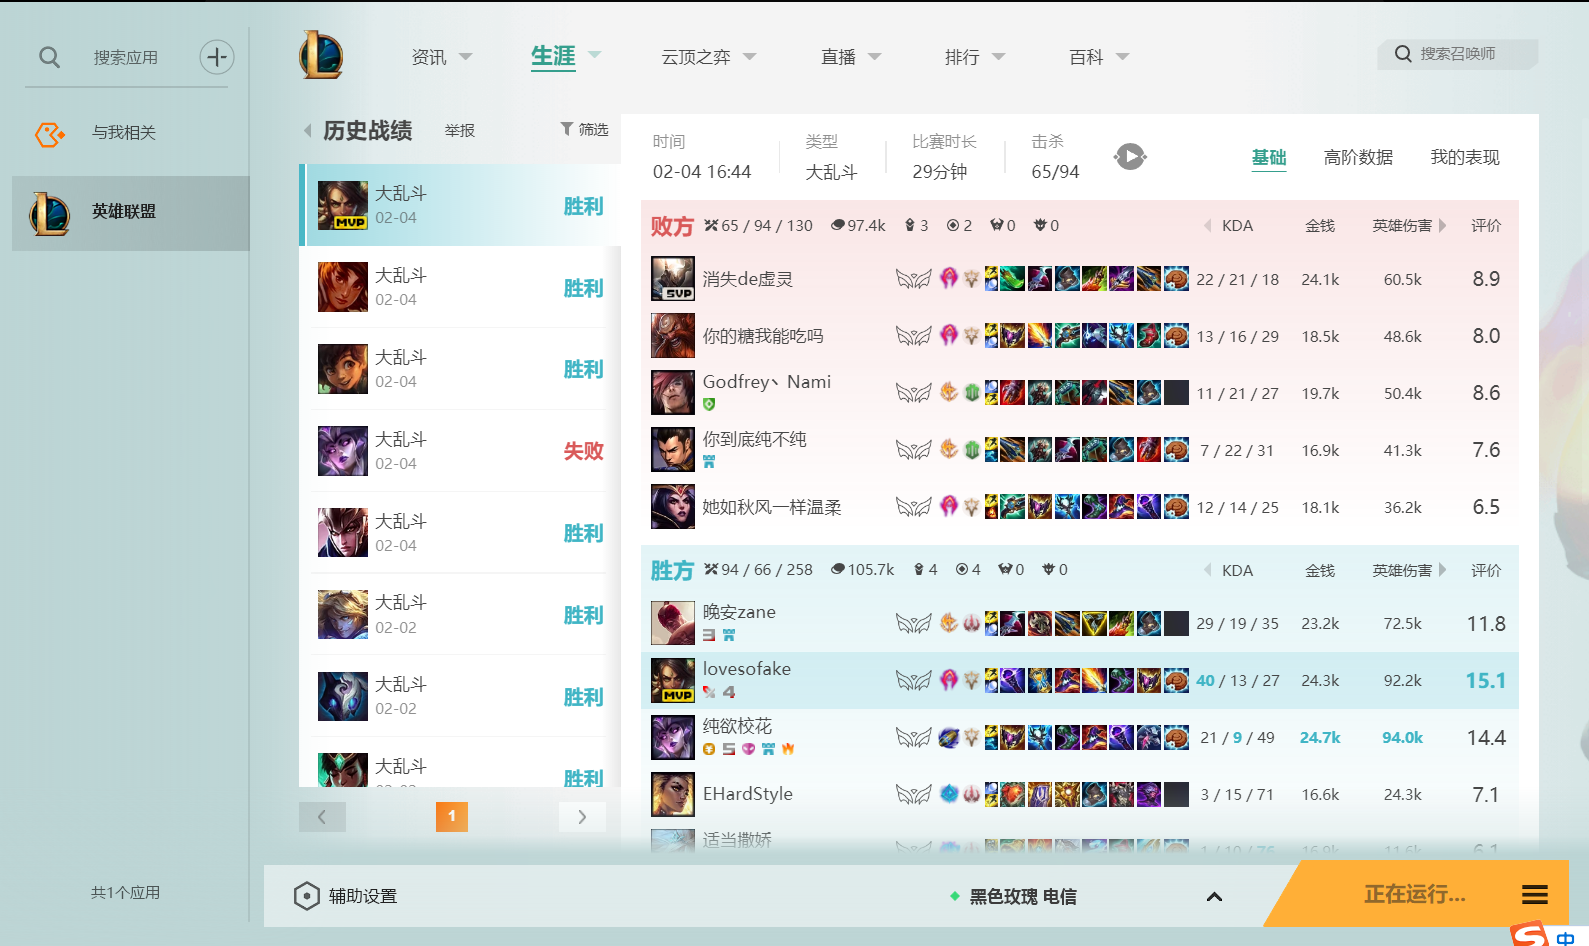 搜索应用
资讯
生涯
云顶之弈
直播
排行
百科
搜索召唤师
与我相关
英雄联盟
共1个应用
历史战绩
举报
筛选
大乱斗
02-04
胜利
MVP
大乱斗
02-04
胜利
大乱斗
02-04
胜利
大乱斗
02-04
失败
大乱斗
02-04
胜利
大乱斗
02-02
胜利
大乱斗
02-02
胜利
大乱斗
胜利
1
时间
02-04 16:44
类型
大乱斗
比赛时长
29分钟
击杀
65/94
基础
高阶数据
我的表现
败方 65 / 94 / 130 97.4k 3 2 0 0 KDA 金钱 英雄伤害 评价
SVP 消失de虚灵 22 / 21 / 18 24.1k 60.5k 8.9
你的糖我能吃吗 13 / 16 / 29 18.5k 48.6k 8.0
Godfrey丶Nami 11 / 21 / 27 19.7k 50.4k 8.6
你到底纯不纯 7 / 22 / 31 16.9k 41.3k 7.6
她如秋风一样温柔 12 / 14 / 25 18.1k 36.2k 6.5
胜方 94 / 66 / 258 105.7k 4 4 0 0 KDA 金钱 英雄伤害 评价
晚安zane 29 / 19 / 35 23.2k 72.5k 11.8
3
MVP lovesofake 40 / 13 / 27 24.3k 92.2k 15.1
4
纯欲校花 21 / 9 / 49 24.7k 94.0k 14.4
5
EHardStyle 3 / 15 / 71 16.6k 24.3k 7.1
适当撒娇 1 / 10 / 76 16.9k 11.6k 6.1
辅助设置
黑色玫瑰 电信
正在运行...
中